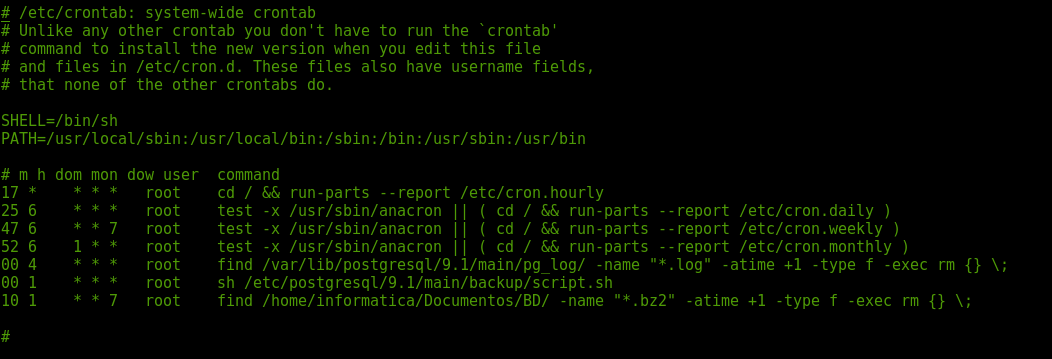 # /etc/crontab: system-wide crontab
# Unlike any other crontab you don't have to run the `crontab'
# command to install the new version when you edit this file
# and files in /etc/cron.d. These files also have username fields,
# that none of the other crontabs do.

SHELL=/bin/sh
PATH=/usr/local/sbin:/usr/local/bin:/sbin:/bin:/usr/sbin:/usr/bin

# m h dom mon dow user  command
17 *    * * *   root    cd / && run-parts --report /etc/cron.hourly
25 6    * * *   root    test -x /usr/sbin/anacron || ( cd / && run-parts --report /etc/cron.daily )
47 6    * * 7   root    test -x /usr/sbin/anacron || ( cd / && run-parts --report /etc/cron.weekly )
52 6    1 * *   root    test -x /usr/sbin/anacron || ( cd / && run-parts --report /etc/cron.monthly )
00 4    * * *   root    find /var/lib/postgresql/9.1/main/pg_log/ -name "*.log" -atime +1 -type f -exec rm {} \;
00 1    * * *   root    sh /etc/postgresql/9.1/main/backup/script.sh
10 1    * * 7   root    find /home/informatica/Documentos/BD/ -name "*.bz2" -atime +1 -type f -exec rm {} \;

#